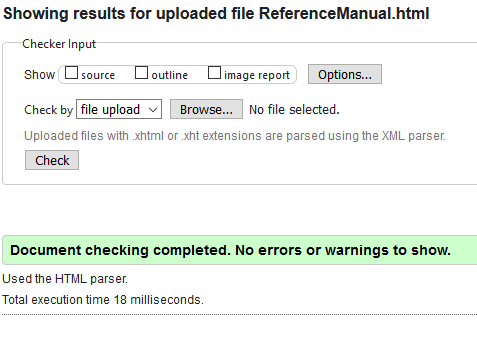 Showing results for uploaded file ReferenceManual.html
Checker Input
Show source outline image report Options...
Check by file upload Browse... No file selected.
Uploaded files with .xhtml or .xht extensions are parsed using the XML parser.
Check
Document checking completed. No errors or warnings to show.
Used the HTML parser.
Total execution time 18 milliseconds.